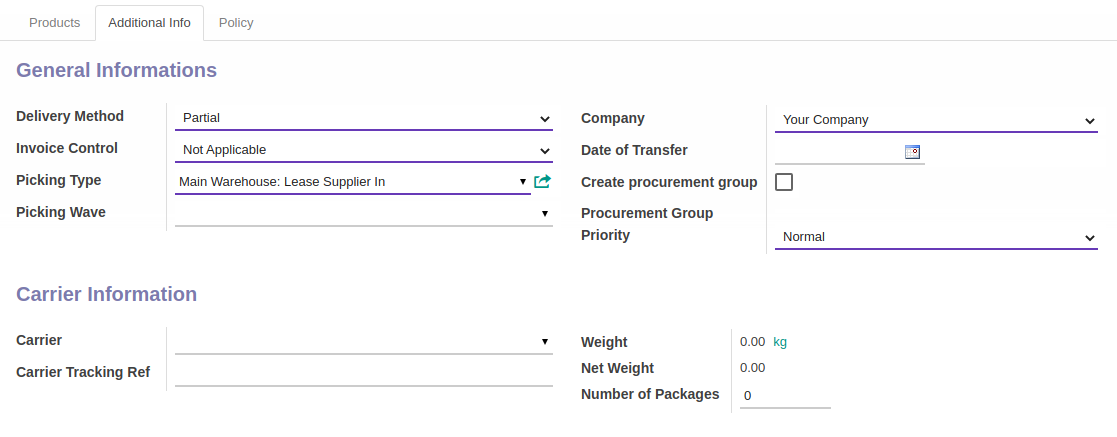 Products Additional Info Policy
General Informations
Delivery Method Partial
Invoice Control Not Applicable
Picking Type Main Warehouse: Lease Supplier In
Picking Wave
Company Your Company
Date of Transfer
Create procurement group
Procurement Group
Priority Normal
Carrier Information
Carrier
Carrier Tracking Ref
Weight 0.00 kg
Net Weight 0.00
Number of Packages 0